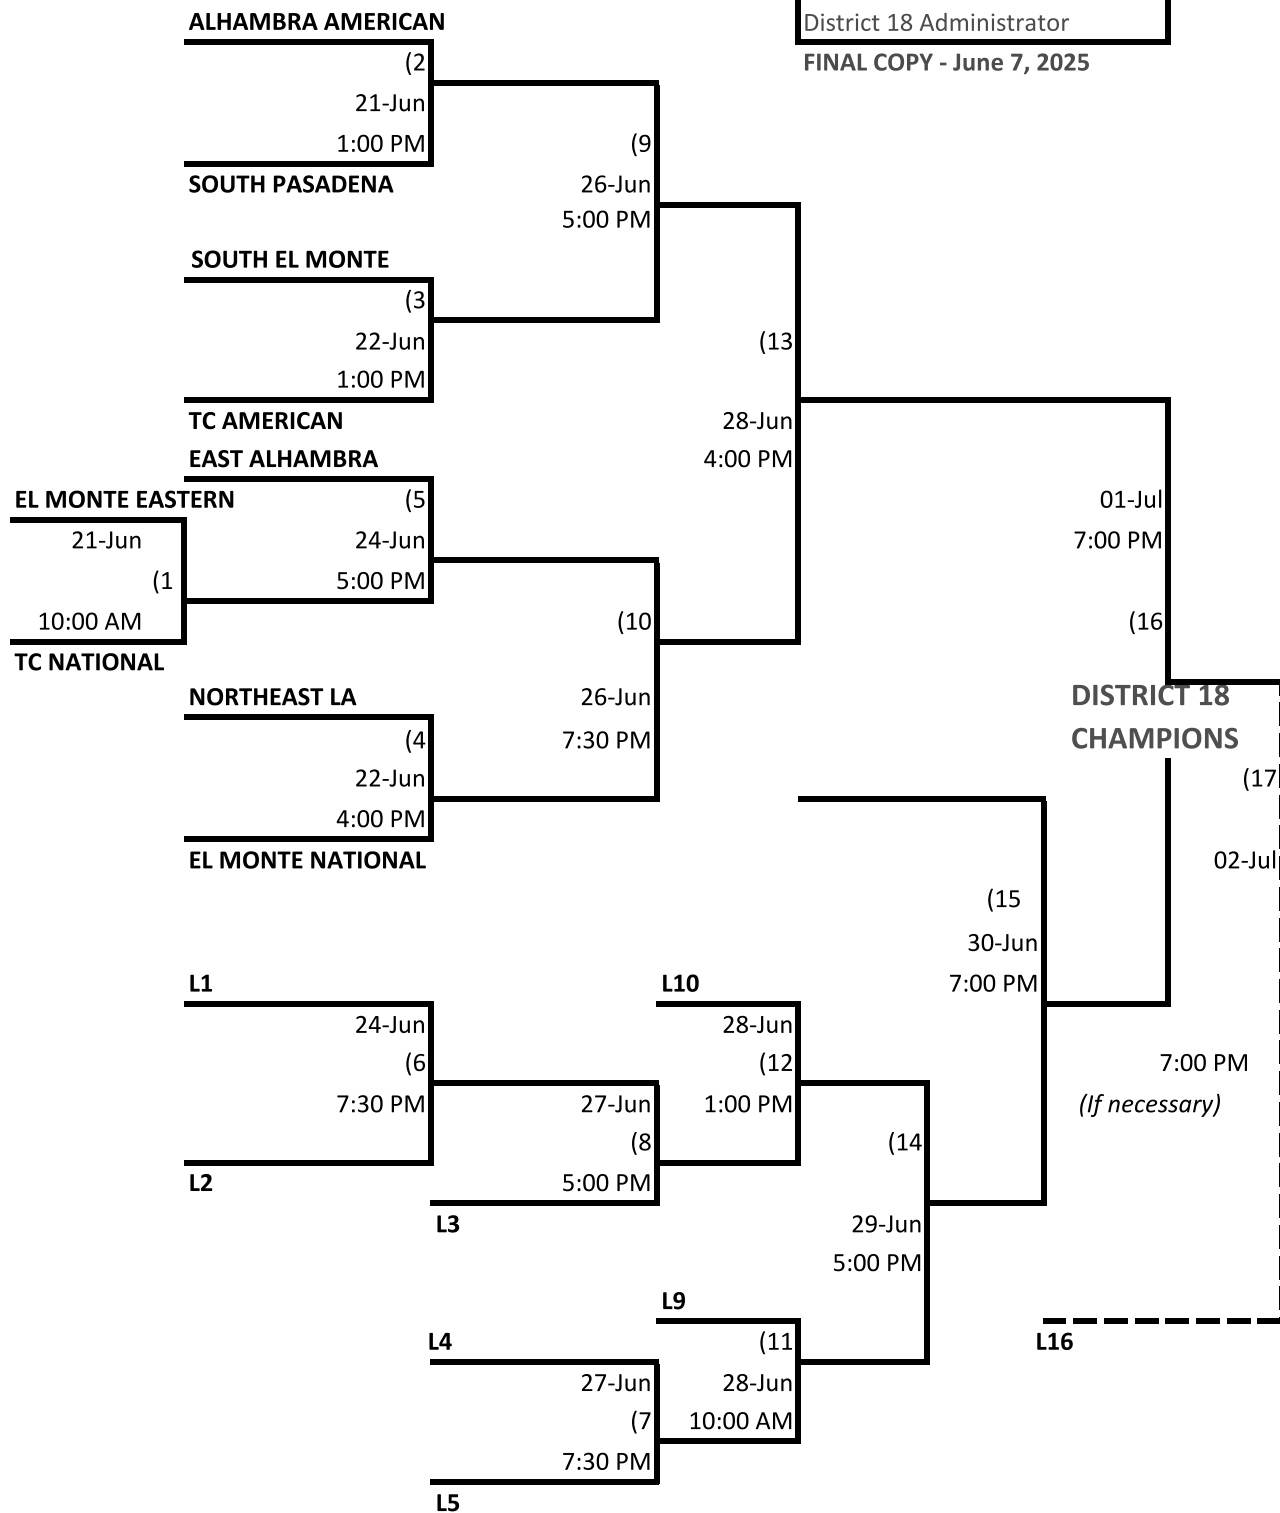 ALHAMBRA AMERICAN
District 18 Administrator
(2
FINAL COPY - June 7, 2025
21-Jun
1:00 PM
(9
SOUTH PASADENA
26-Jun
5:00 PM
SOUTH EL MONTE
(3
22-Jun
(13
1:00 PM
TC AMERICAN
28-Jun
EAST ALHAMBRA
4:00 PM
EL MONTE EASTERN
(5
01-Jul
21-Jun
24-Jun
7:00 PM
(1
5:00 PM
10:00 AM
(10
(16
TC NATIONAL
NORTHEAST LA
26-Jun
DISTRICT 18
(4
7:30 PM
CHAMPIONS
22-Jun
(17
4:00 PM
EL MONTE NATIONAL
02-Jul
(15
30-Jun
L1
L10
7:00 PM
24-Jun
28-Jun
(6
(12
7:00 PM
7:30 PM
27-Jun
1:00 PM
(If necessary)
(8
(14
L2
5:00 PM
L3
29-Jun
5:00 PM
L9
L4
(11
L16
27-Jun
28-Jun
(7
10:00 AM
7:30 PM
L5